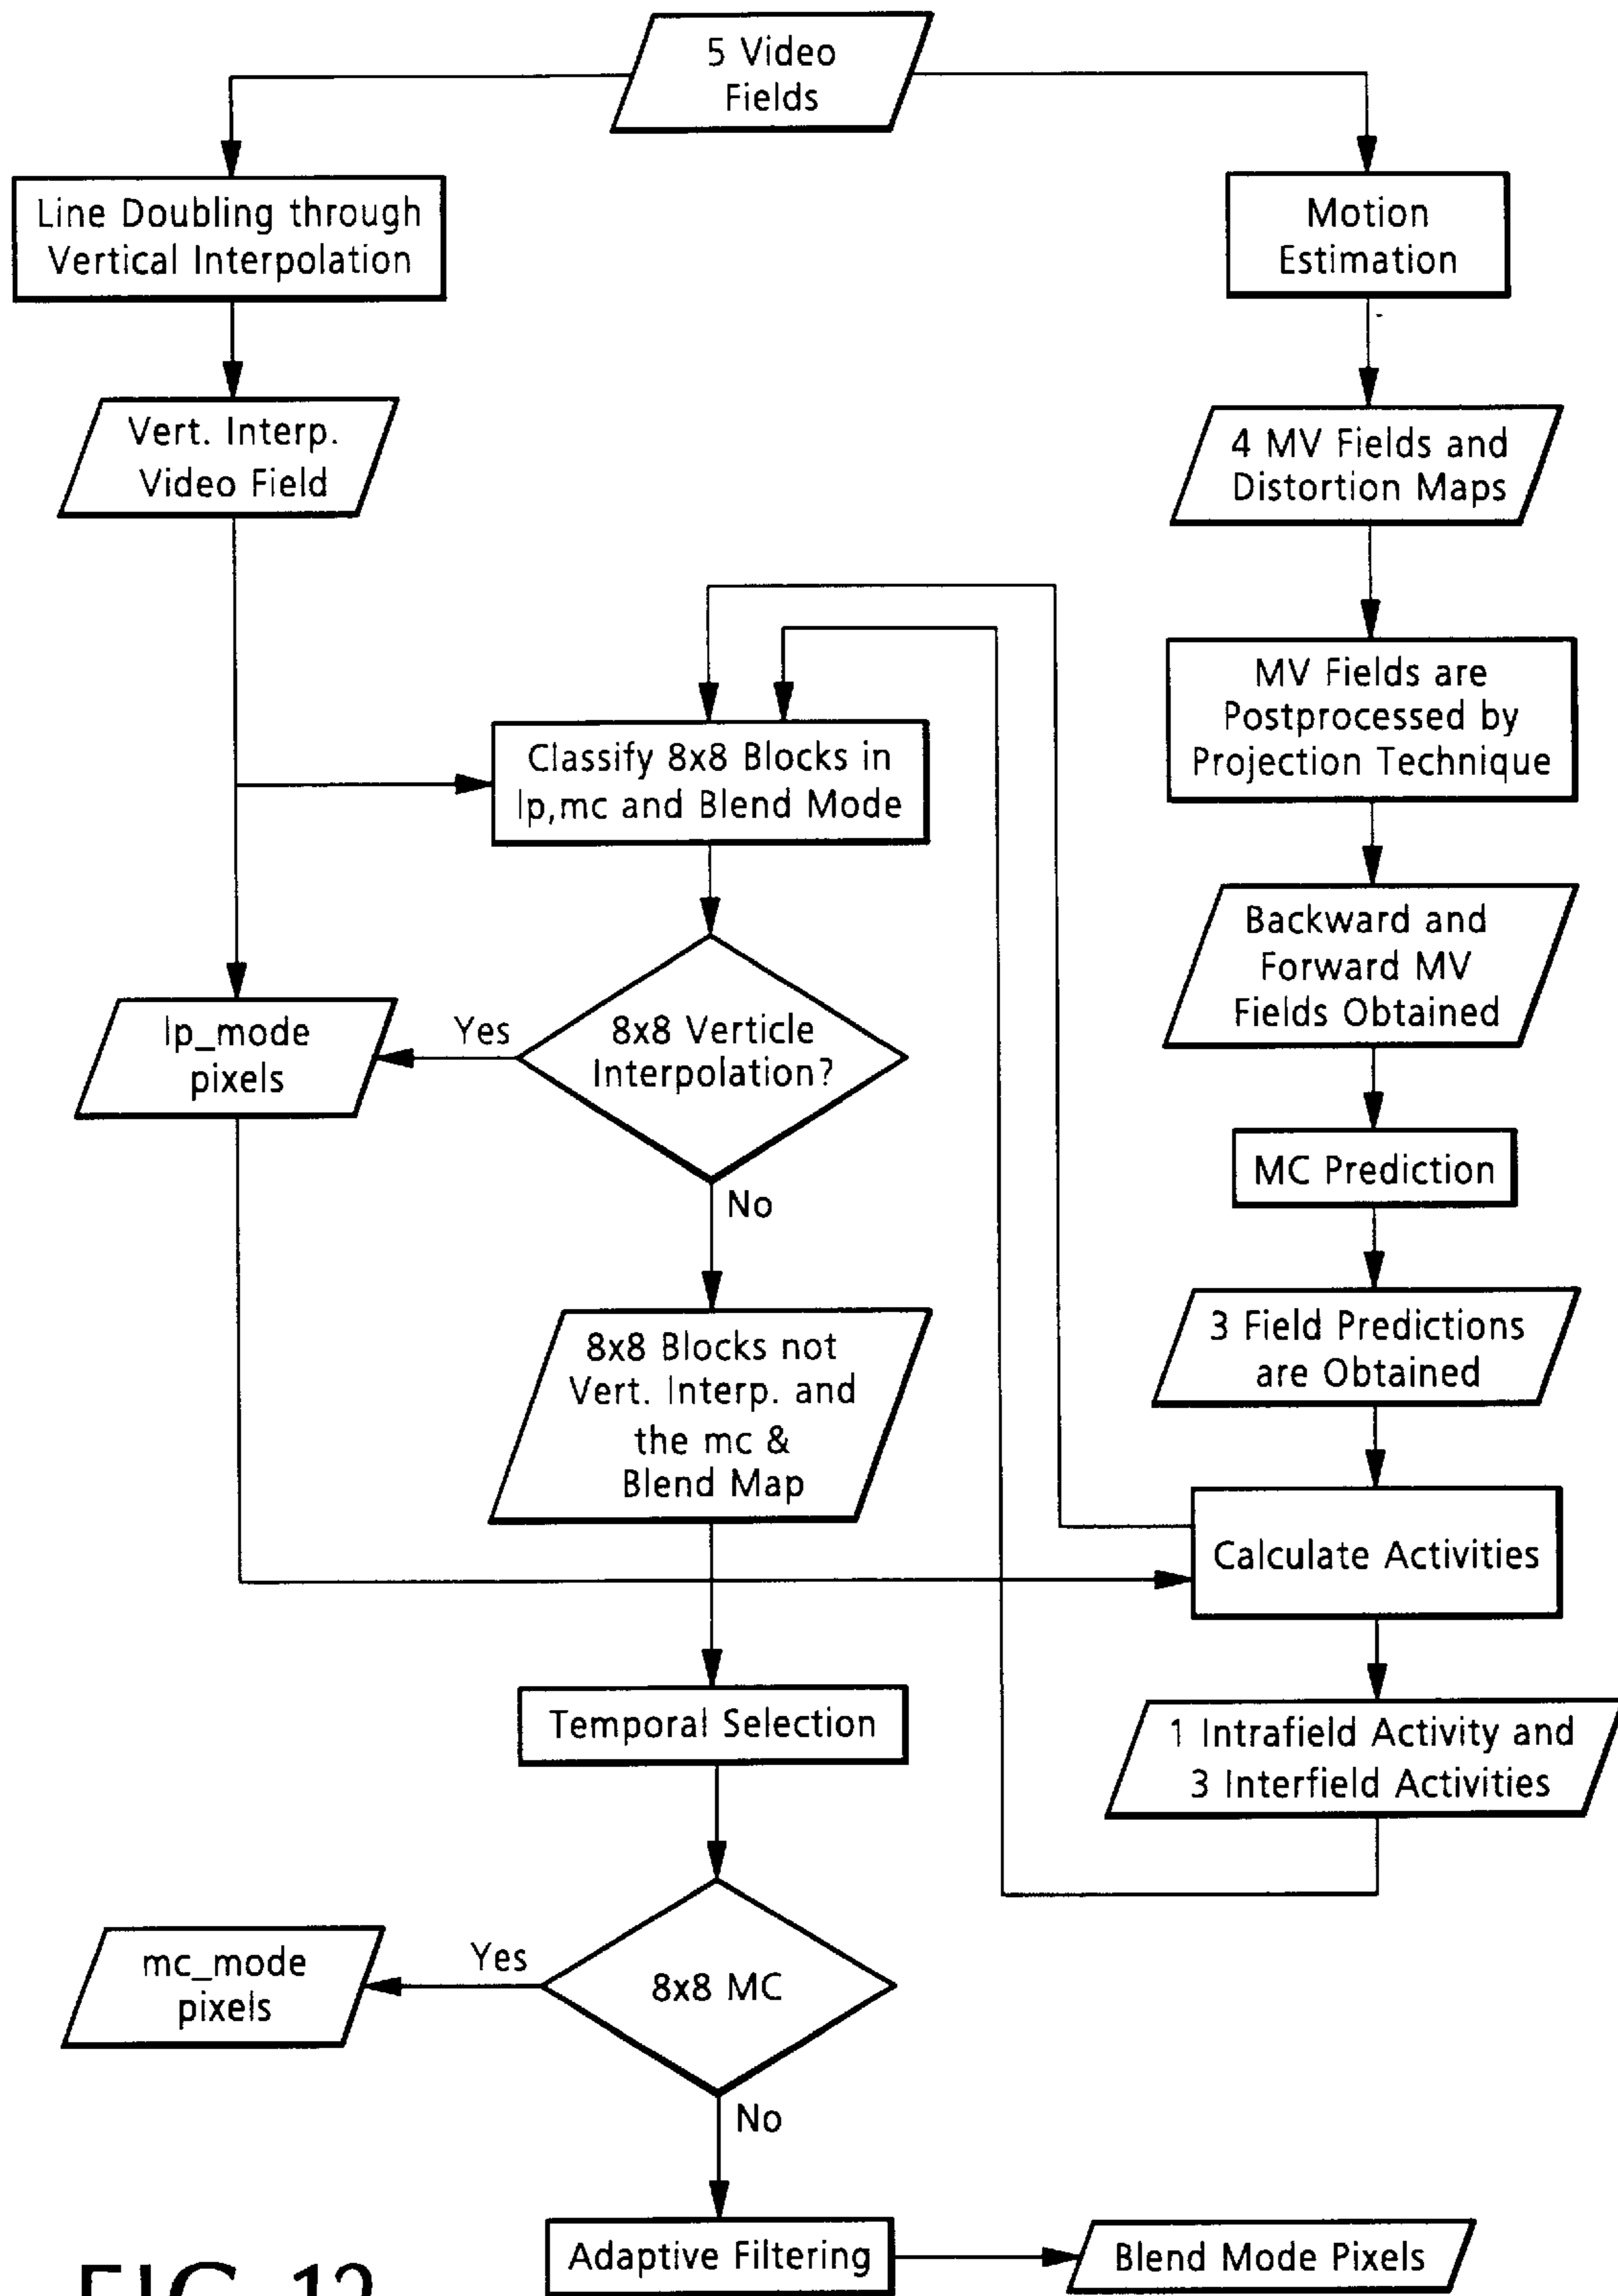 5 Video
Fields
Line Doubling through
Vertical Interpolation
Motion
Estimation
Vert. Interp.
Video Field
4 MV Fields and
Distortion Maps
MV Fields are
Postprocessed by
Projection Technique
Classify 8x8 Blocks in
lp,mc and Blend Mode
Backward and
Forward MV
Fields Obtained
lp_mode
pixels
Yes
8x8 Verticle
Interpolation?
No
MC Prediction
3 Field Predictions
are Obtained
8x8 Blocks not
Vert. Interp. and
the mc &
Blend Map
Calculate Activities
Temporal Selection
1 Intrafield Activity and
3 Interfield Activities
mc_mode
pixels
Yes
8x8 MC
No
Adaptive Filtering
Blend Mode Pixels
FIG. 12